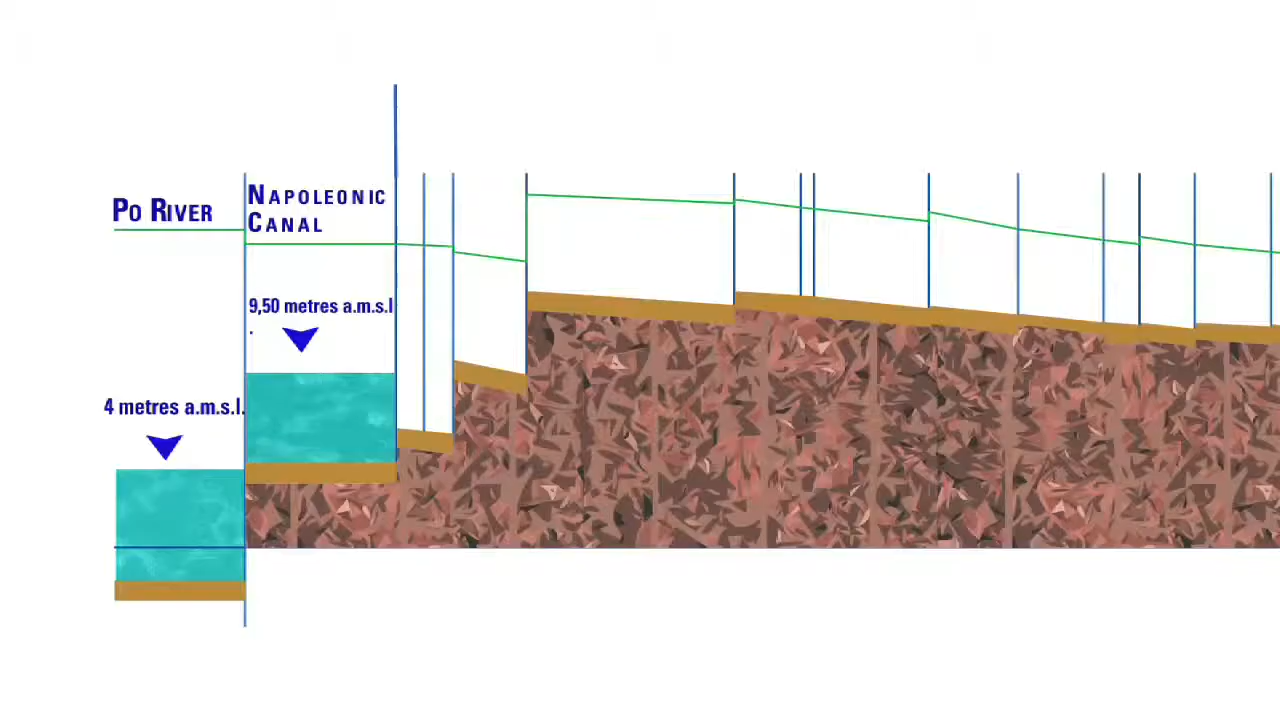 PO RIVER
NAPOLEONIC
CANAL
9,50 metres a.m.s.l
.
4 metres a.m.s.l.